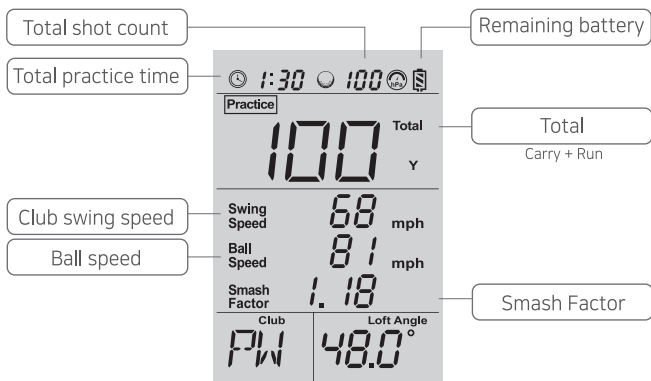 Total shot count
Remaining battery
Total practice time
1:30 100 hPa
Practice
100 Total
Y
Total
Carry + Run
Club swing speed
Swing
Speed 68 mph
Ball speed
Ball
Speed 81 mph
Smash
Factor 1.18
Smash Factor
Club Loft Angle
PW 48.0°